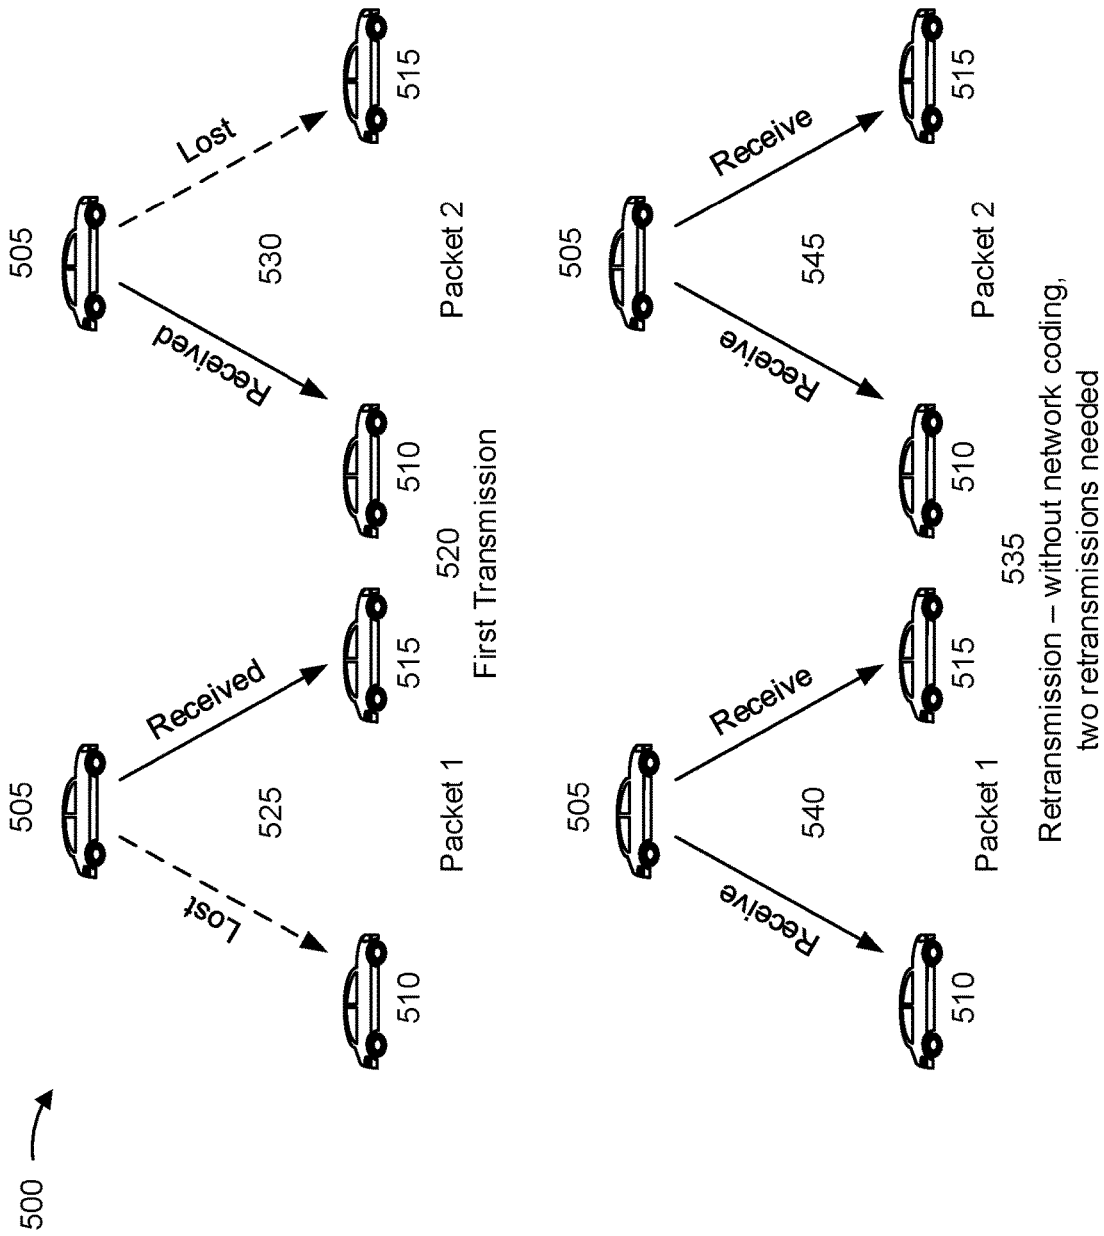 500
505
505
Lost
Received
Received
Lost
525
530
510
515
510
515
Packet 1
520
Packet 2
First Transmission
505
505
Receive
Receive
Receive
Receive
540
545
510
515
510
515
Packet 1
535
Packet 2
Retransmission – without network coding,
two retransmissions needed